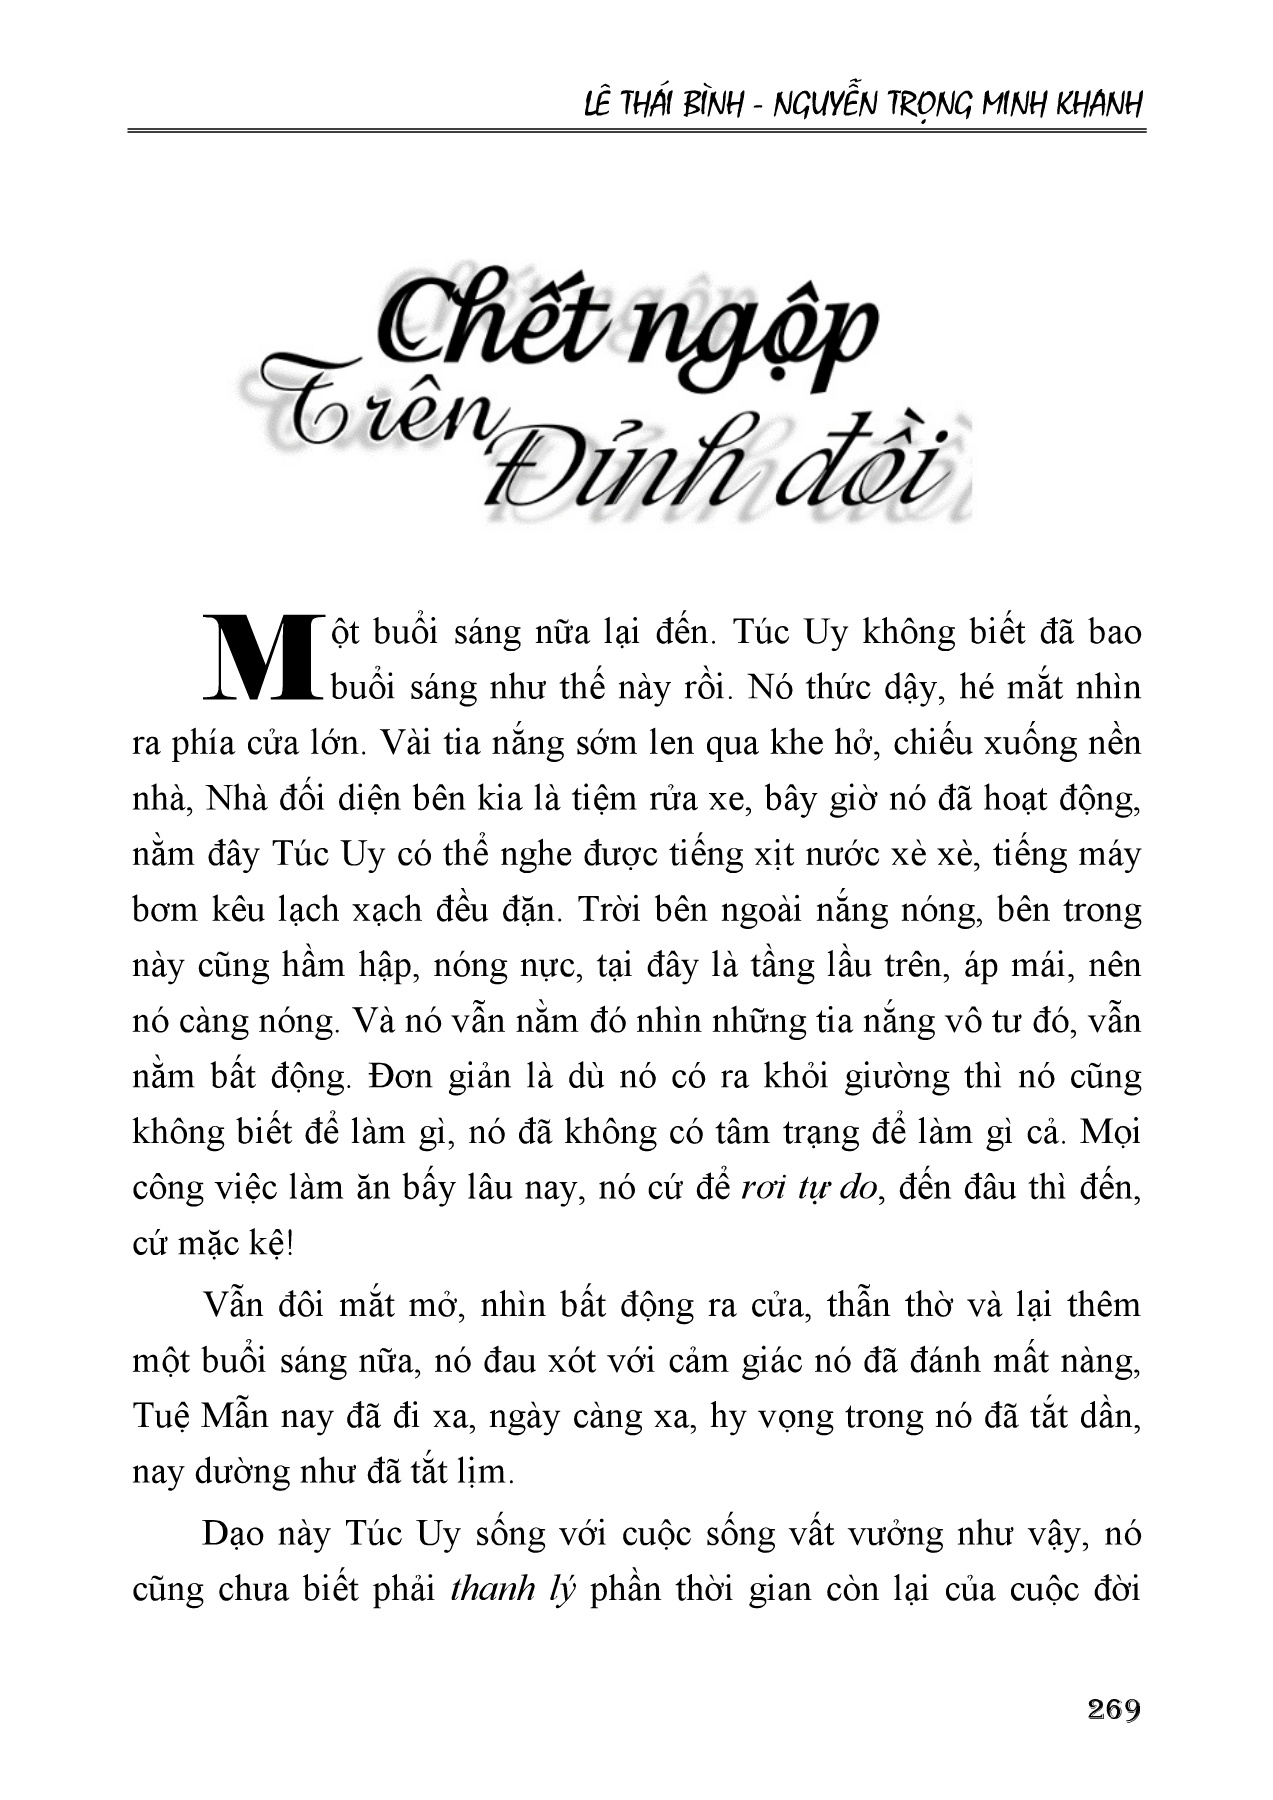 LÊ THÁI BÌNH - NGUYỄN TRỌNG MINH KHANH
Chết ngộp
Trên
Đỉnh đồi
Một buổi sáng nữa lại đến. Túc Uy không biết đã bao
buổi sáng như thế này rồi. Nó thức dậy, hé mắt nhìn
ra phía cửa lớn. Vài tia nắng sớm len qua khe hở, chiếu xuống nền
nhà, Nhà đối diện bên kia là tiệm rửa xe, bây giờ nó đã hoạt động,
nằm đây Túc Uy có thể nghe được tiếng xịt nước xè xè, tiếng máy
bơm kêu lạch xạch đều đặn. Trời bên ngoài nắng nóng, bên trong
này cũng hầm hập, nóng nực, tại đây là tầng lầu trên, áp mái, nên
nó càng nóng. Và nó vẫn nằm đó nhìn những tia nắng vô tư đó, vẫn
nằm bất động. Đơn giản là dù nó có ra khỏi giường thì nó cũng
không biết để làm gì, nó đã không có tâm trạng để làm gì cả. Mọi
công việc làm ăn bấy lâu nay, nó cứ để rơi tự do, đến đâu thì đến,
cứ mặc kệ!
Vẫn đôi mắt mở, nhìn bất động ra cửa, thẫn thờ và lại thêm
một buổi sáng nữa, nó đau xót với cảm giác nó đã đánh mất nàng,
Tuệ Mẫn nay đã đi xa, ngày càng xa, hy vọng trong nó đã tắt dần,
nay dường như đã tắt lịm.
Dạo này Túc Uy sống với cuộc sống vất vưởng như vậy, nó
cũng chưa biết phải thanh lý phần thời gian còn lại của cuộc đời
269